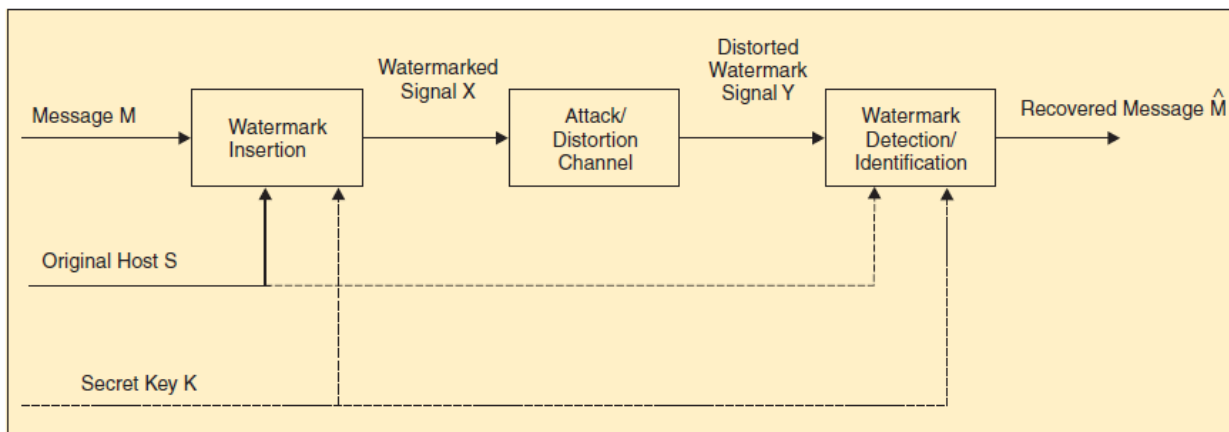 Message M
Watermark
Insertion
Watermarked
Signal X
Attack/
Distortion
Channel
Distorted
Watermark
Signal Y
Watermark
Detection/
Identification
Recovered Message M̂
Original Host S
Secret Key K